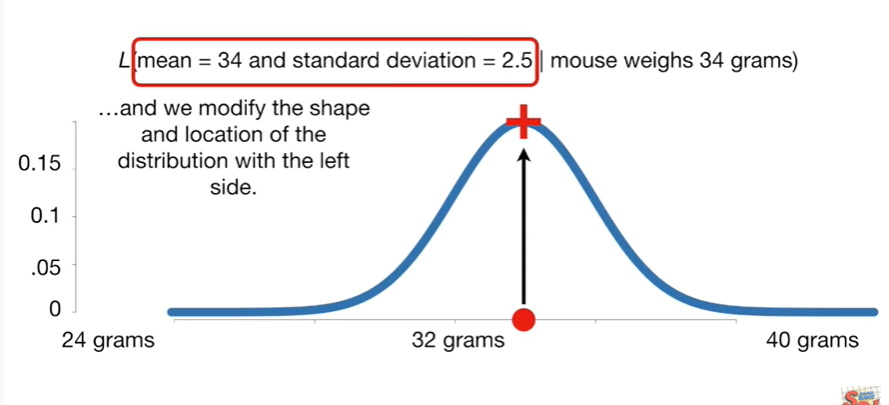 L(mean = 34 and standard deviation = 2.5 | mouse weighs 34 grams)
…and we modify the shape
and location of the
distribution with the left
side.
0.15
0.1
.05
0
24 grams
32 grams
40 grams